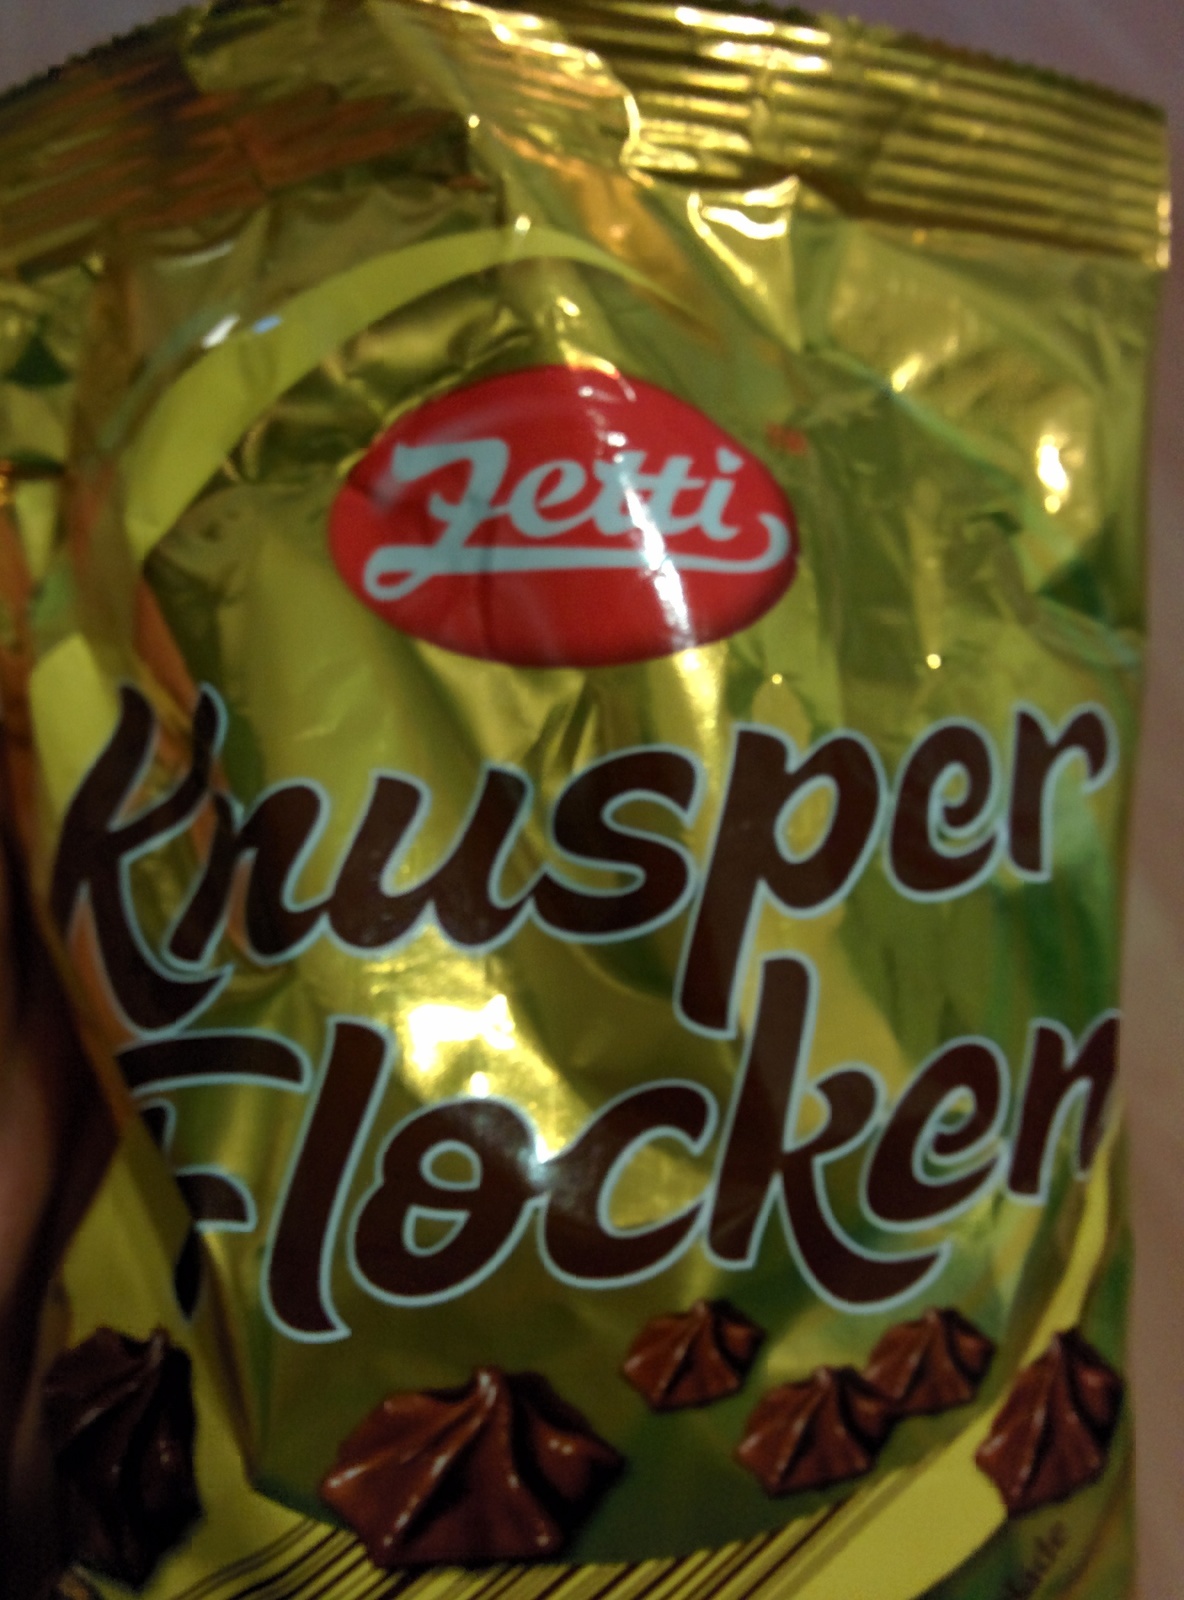 Zetti
Knusper
Flocken